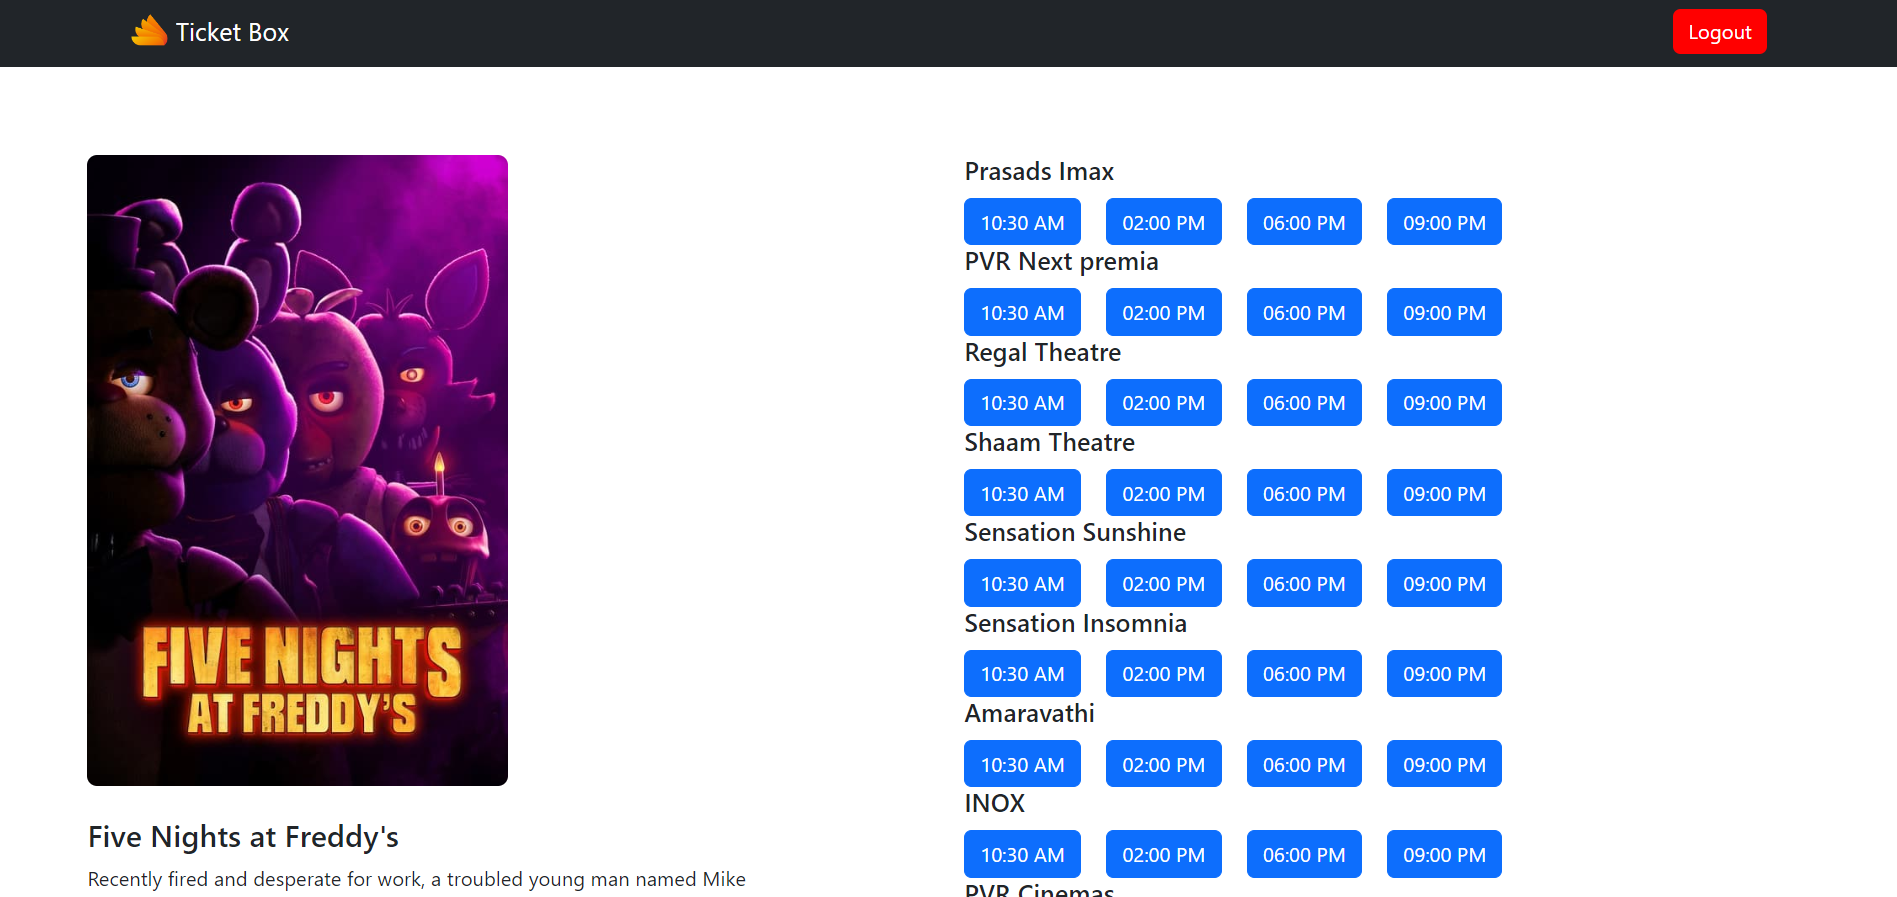 Ticket Box
Logout
FIVE NIGHTS
AT FREDDY'S
Five Nights at Freddy's
Recently fired and desperate for work, a troubled young man named Mike
Prasads Imax
10:30 AM 02:00 PM 06:00 PM 09:00 PM
PVR Next premia
10:30 AM 02:00 PM 06:00 PM 09:00 PM
Regal Theatre
10:30 AM 02:00 PM 06:00 PM 09:00 PM
Shaam Theatre
10:30 AM 02:00 PM 06:00 PM 09:00 PM
Sensation Sunshine
10:30 AM 02:00 PM 06:00 PM 09:00 PM
Sensation Insomnia
10:30 AM 02:00 PM 06:00 PM 09:00 PM
Amaravathi
10:30 AM 02:00 PM 06:00 PM 09:00 PM
INOX
10:30 AM 02:00 PM 06:00 PM 09:00 PM
PVR Cinemas